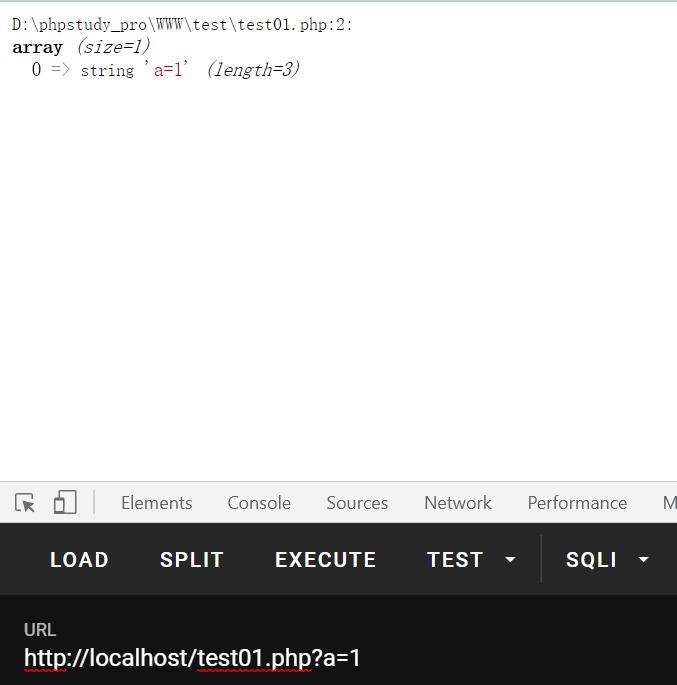 D:\phpstudy_pro\WWW\test\test01.php:2:
array (size=1)
0 => string 'a=1' (length=3)
Elements Console Sources Network Performance M
LOAD SPLIT EXECUTE TEST SQLI
URL
http://localhost/test01.php?a=1